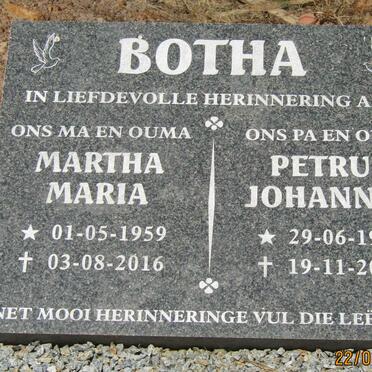 BOTHA
IN LIEFDEVOLLE HERINNERING A
ONS MA EN OUMA
MARTHA
MARIA
★ 01-05-1959
✝ 03-08-2016
ONS PA EN O
PETRU
JOHANN
★ 29-06-19
✝ 19-11-20
NET MOOI HERINNERINGE VUL DIE LEË
22/0